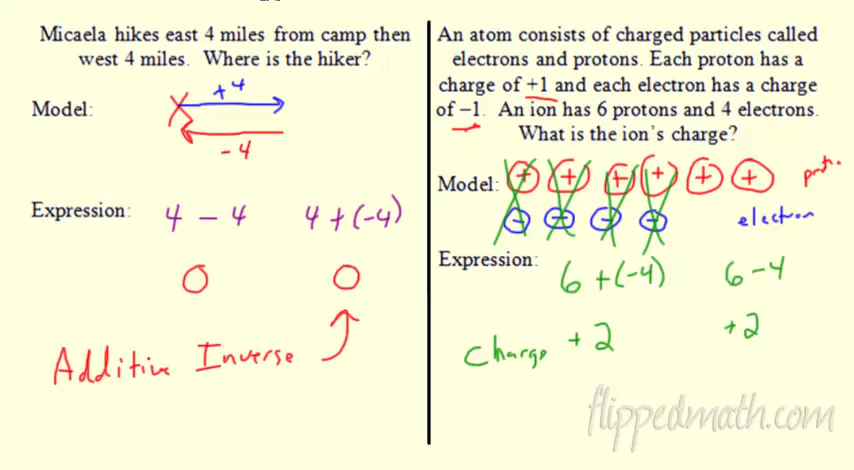 Micaela hikes east 4 miles from camp then
west 4 miles. Where is the hiker?
+4
Model:
-4
Expression: 4 - 4 4 + (-4)
0 0
Additive Inverse
An atom consists of charged particles called
electrons and protons. Each proton has a
charge of +1 and each electron has a charge
of −1. An ion has 6 protons and 4 electrons.
What is the ion's charge?
Model: + + + + + +
- - - - electron
Expression: 6 + (-4) 6 - 4
Charge +2 +2
flippedmath.com